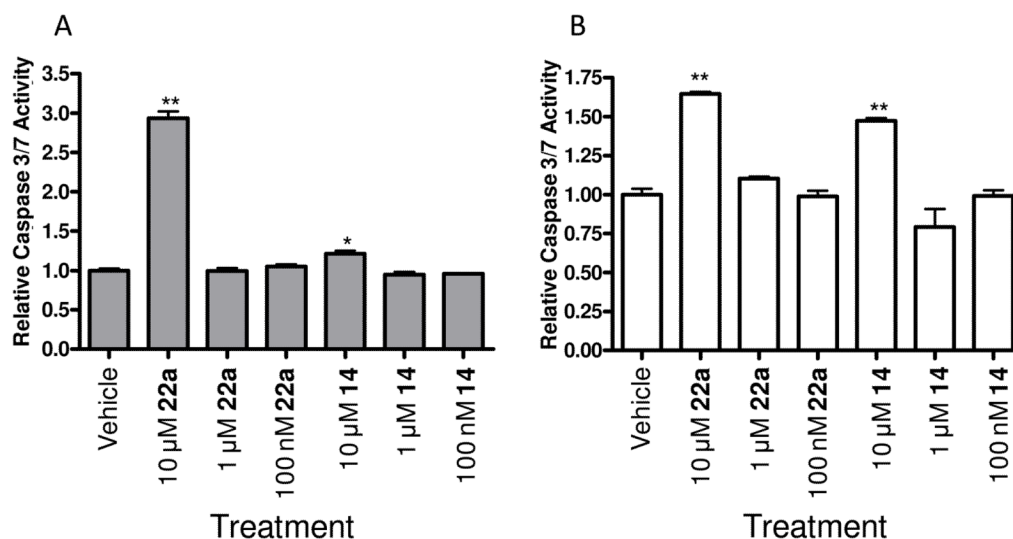 A
Relative Caspase 3/7 Activity
3.5
3.0
2.5
2.0
1.5
1.0
0.5
0.0
**
*
Vehicle
10 µM 22a
1 µM 22a
100 nM 22a
10 µM 14
1 µM 14
100 nM 14
Treatment
B
Relative Caspase 3/7 Activity
1.75
1.50
1.25
1.00
0.75
0.50
0.25
0.00
**
**
Vehicle
10 µM 22a
1 µM 22a
100 nM 22a
10 µM 14
1 µM 14
100 nM 14
Treatment